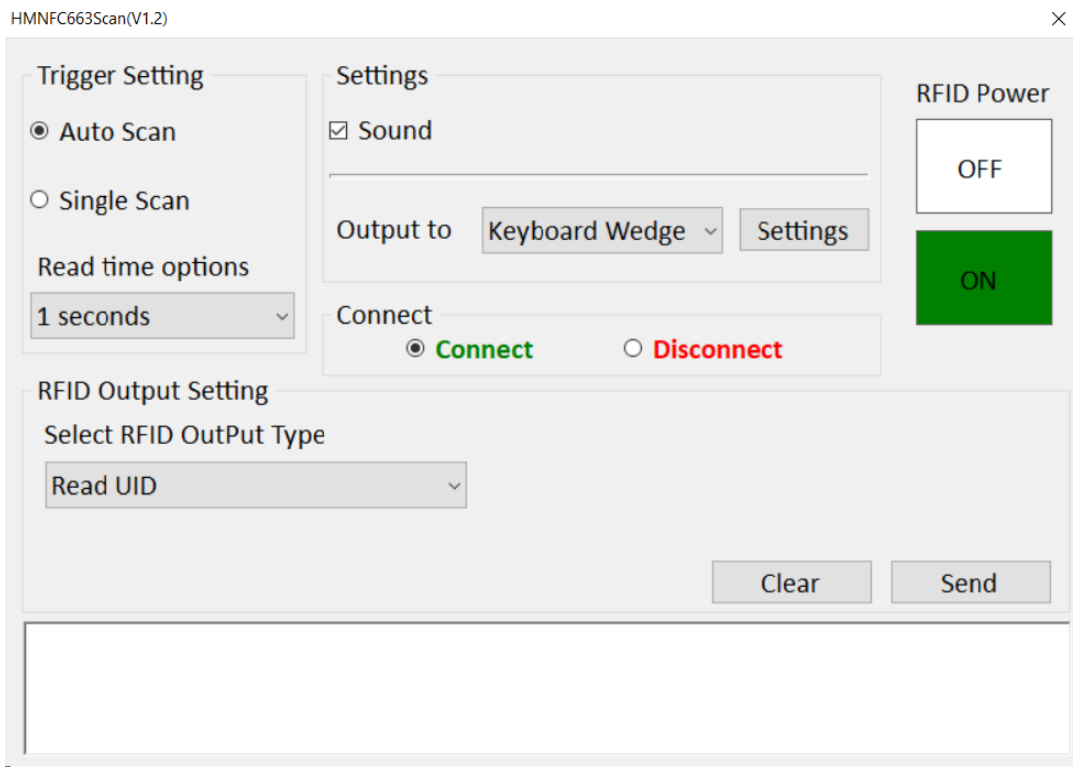 HMNFC663Scan(V1.2)
Trigger Setting
Auto Scan
Single Scan
Read time options
1 seconds
Settings
Sound
Output to Keyboard Wedge Settings
Connect
Connect Disconnect
RFID Power
OFF
ON
RFID Output Setting
Select RFID OutPut Type
Read UID
Clear Send